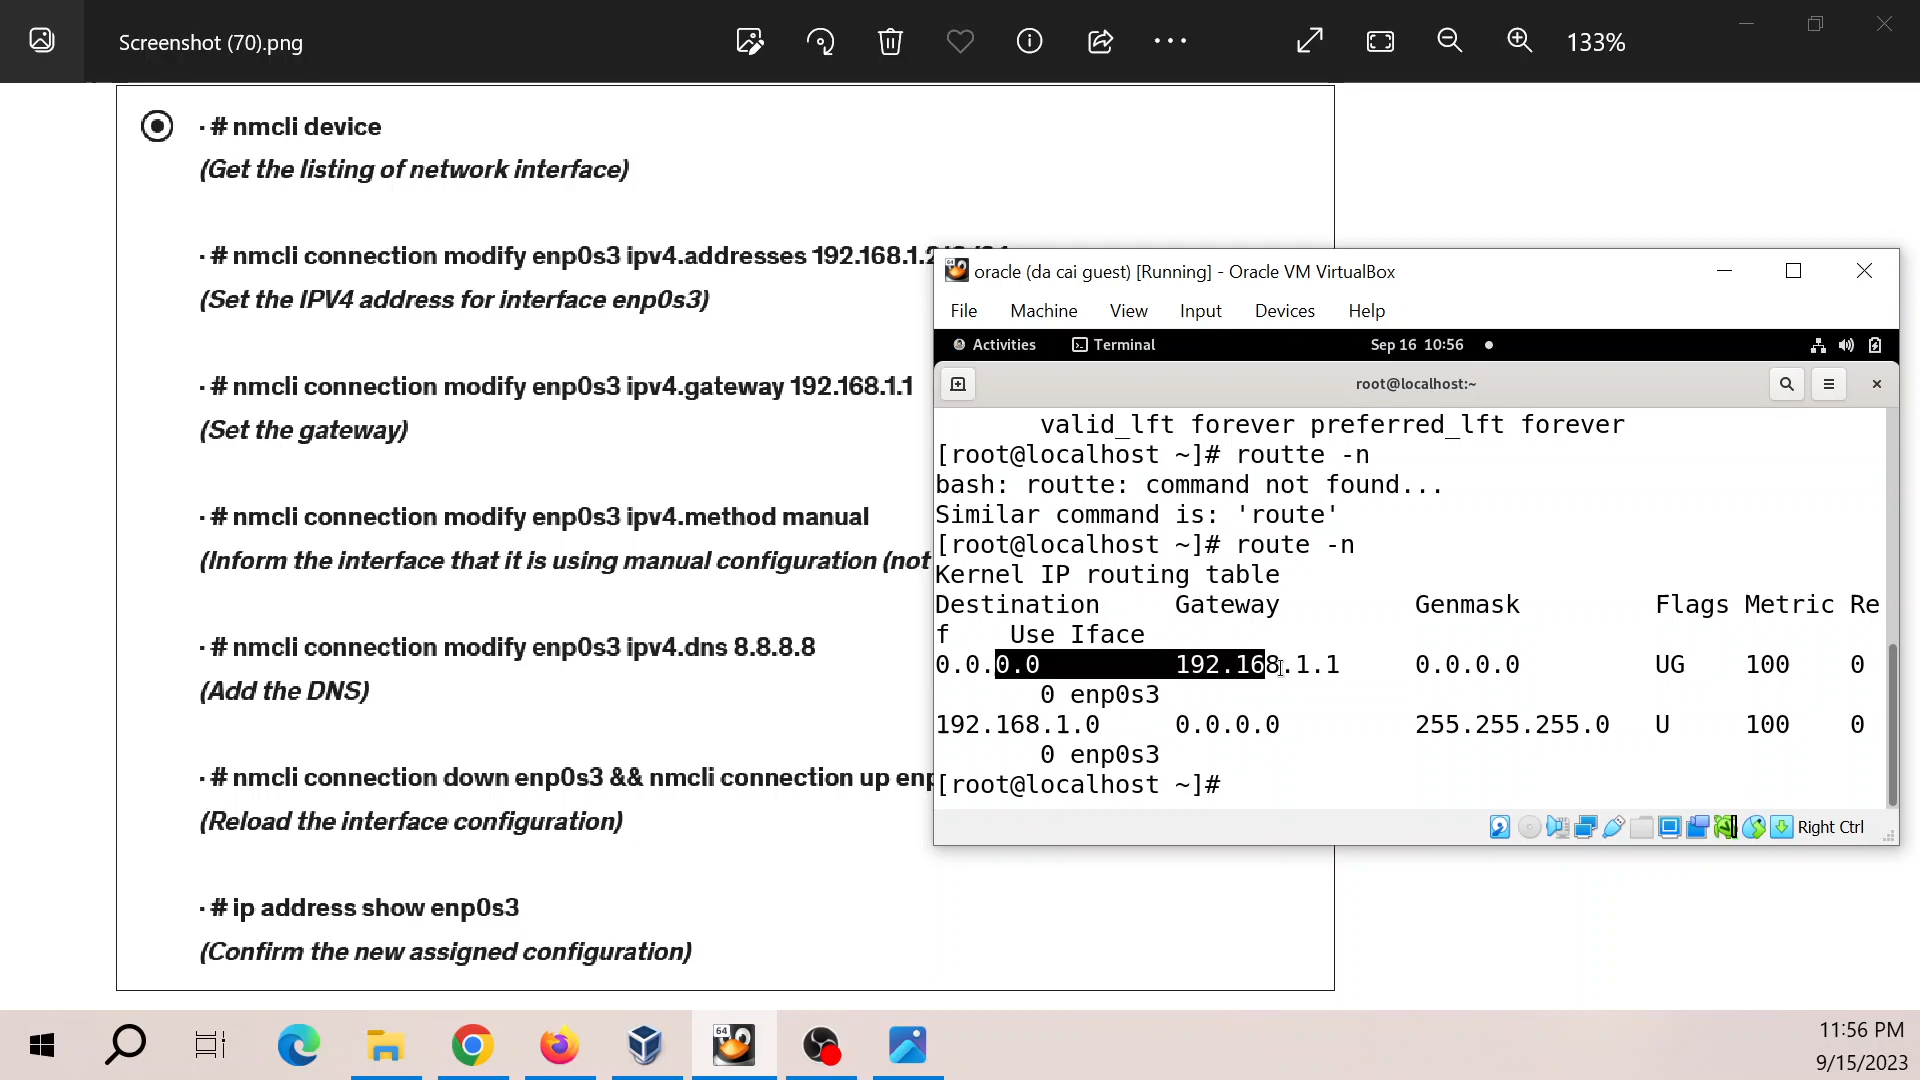 Screenshot (70).png
133%
· # nmcli device
(Get the listing of network interface)
· # nmcli connection modify enp0s3 ipv4.addresses 192.168.1.
(Set the IPV4 address for interface enp0s3)
· # nmcli connection modify enp0s3 ipv4.gateway 192.168.1.1
(Set the gateway)
· # nmcli connection modify enp0s3 ipv4.method manual
(Inform the interface that it is using manual configuration (not
· # nmcli connection modify enp0s3 ipv4.dns 8.8.8.8
(Add the DNS)
· # nmcli connection down enp0s3 && nmcli connection up enp
(Reload the interface configuration)
· # ip address show enp0s3
(Confirm the new assigned configuration)
64
oracle (da cai guest) [Running] - Oracle VM VirtualBox
File Machine View Input Devices Help
Activities Terminal Sep 16 10:56
root@localhost:~
valid_lft forever preferred_lft forever
[root@localhost ~]# routte -n
bash: routte: command not found...
Similar command is: 'route'
[root@localhost ~]# route -n
Kernel IP routing table
Destination Gateway Genmask Flags Metric Re
f Use Iface
0.0.0.0 192.168.1.1 0.0.0.0 UG 100 0
0 enp0s3
192.168.1.0 0.0.0.0 255.255.255.0 U 100 0
0 enp0s3
[root@localhost ~]#
Right Ctrl
64
11:56 PM
9/15/2023